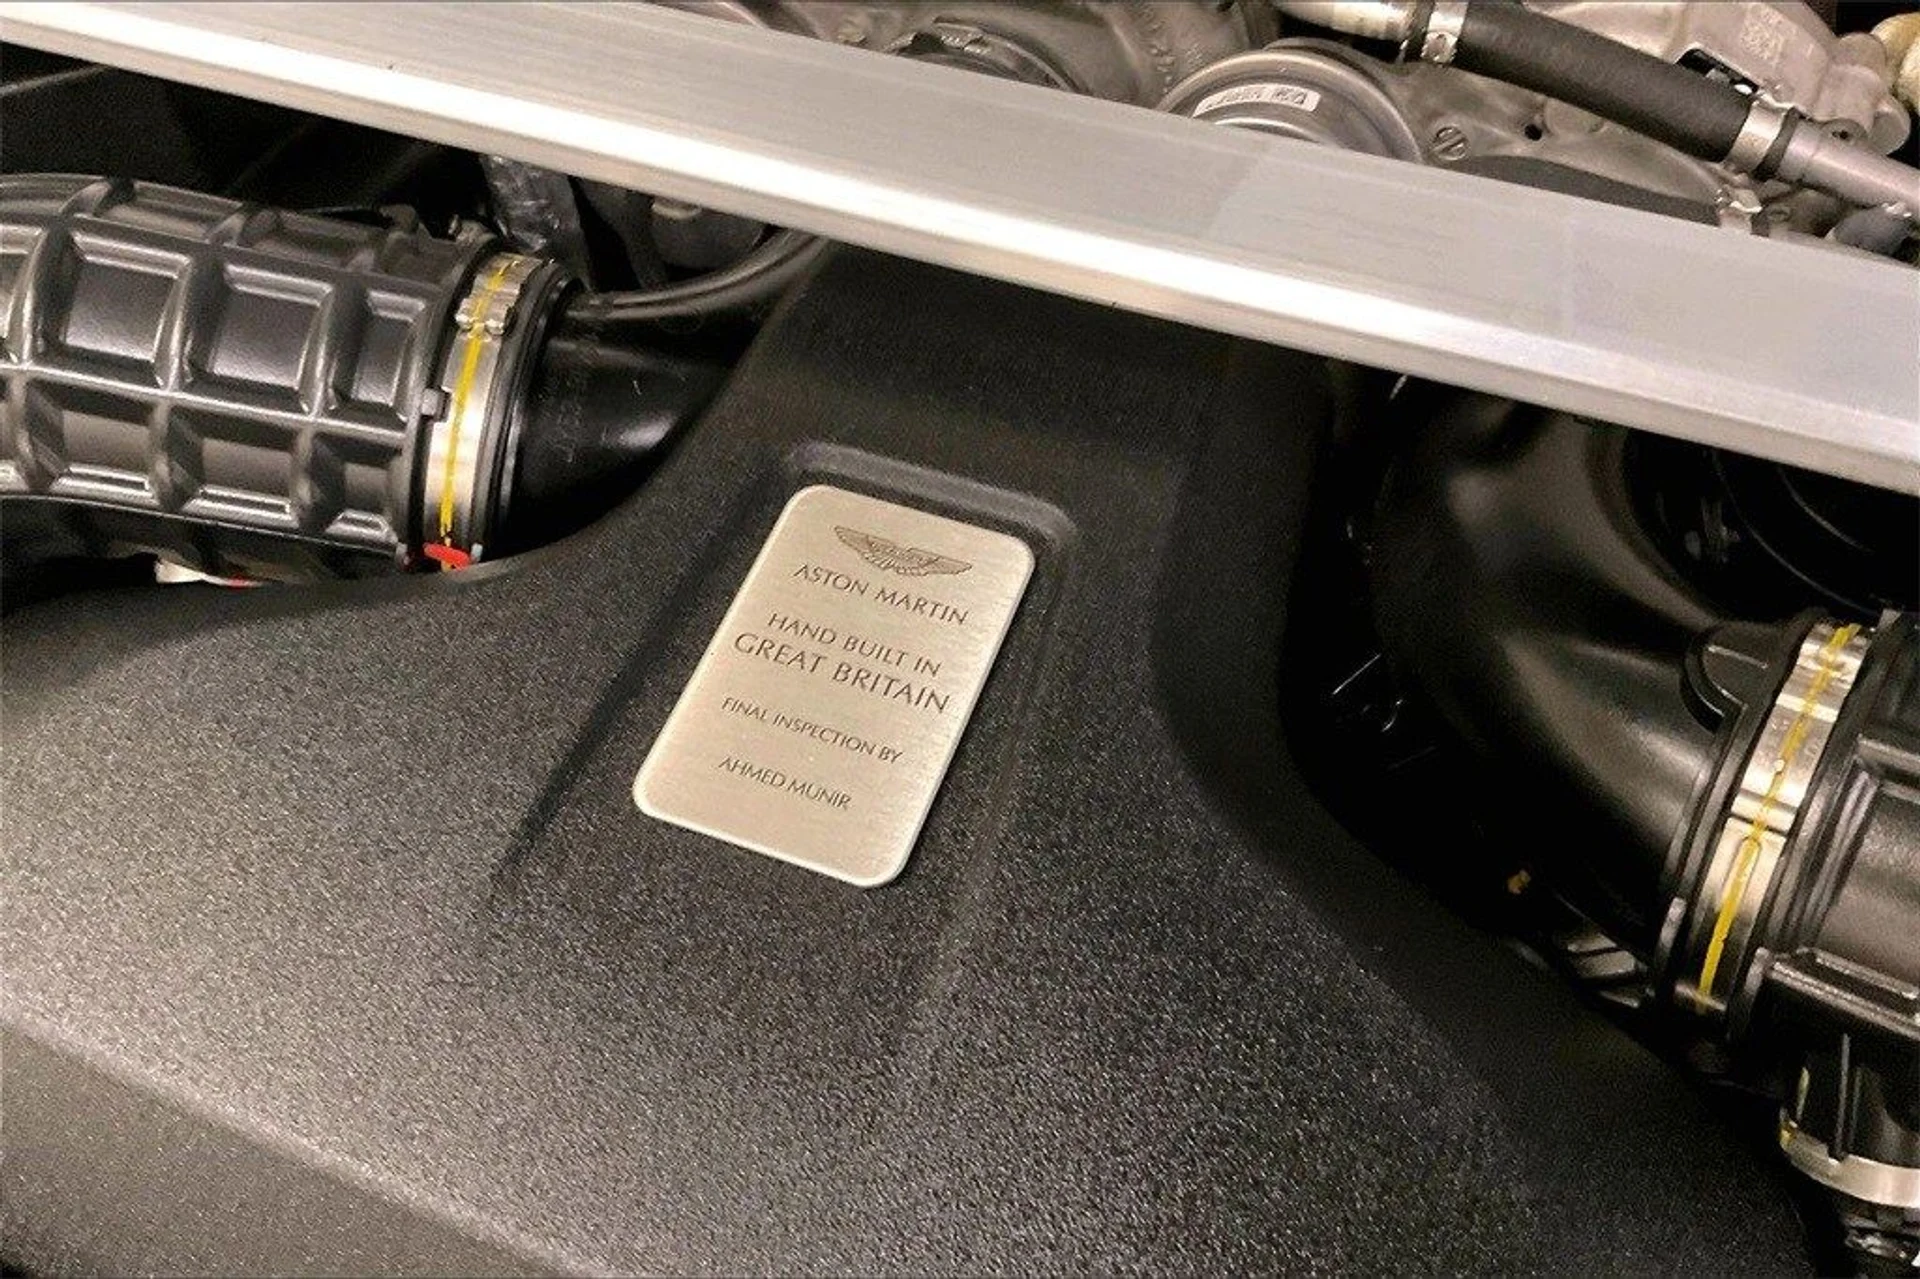 ASTON MARTIN
HAND BUILT IN
GREAT BRITAIN
FINAL INSPECTION BY
AHMED MUNIR